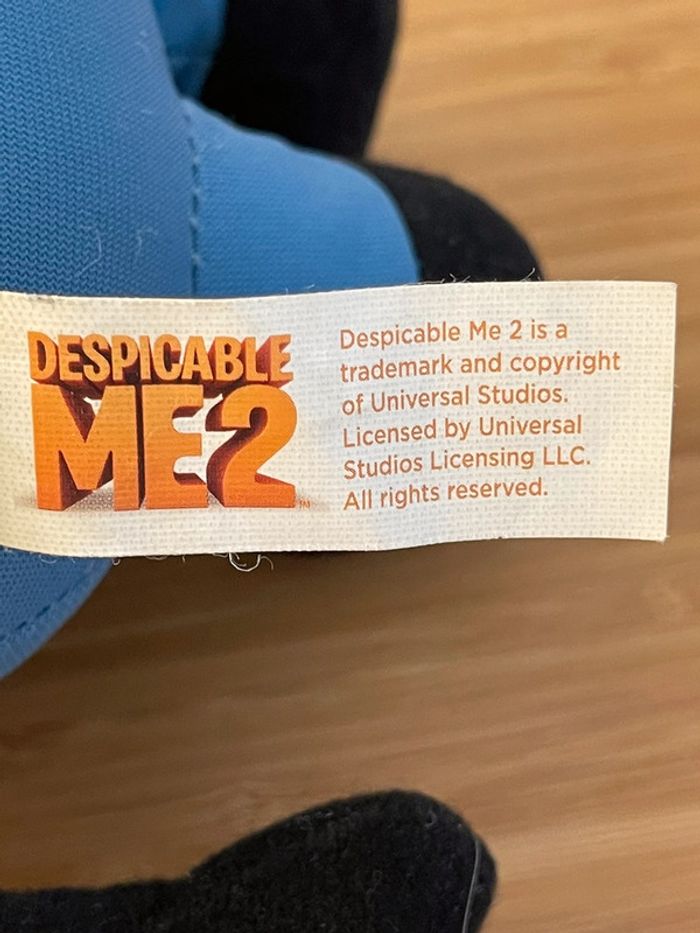 DESPICABLE
ME2
TM
Despicable Me 2 is a
trademark and copyright
of Universal Studios.
Licensed by Universal
Studios Licensing LLC.
All rights reserved.